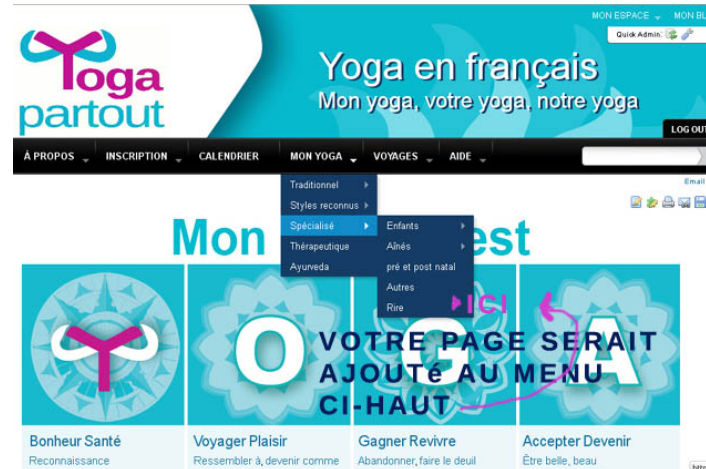 MON ESPACE MON BL
Quick Admin:
Yoga
partout
Yoga en français
Mon yoga, votre yoga, notre yoga
LOG OUT
À PROPOS INSCRIPTION CALENDRIER MON YOGA VOYAGES AIDE
Email
Traditionnel
Styles reconnus
Spécialisé
Thérapeutique
Ayurveda
Enfants
Aînés
pré et post natal
Autres
Rire
Mon est
Y O G A
ICI
VOTRE PAGE SERAIT
AJOUTé AU MENU
CI-HAUT
Bonheur Santé
Reconnaissance
Voyager Plaisir
Ressembler à, devenir comme
Gagner Revivre
Abandonner, faire le deuil
Accepter Devenir
Être belle, beau